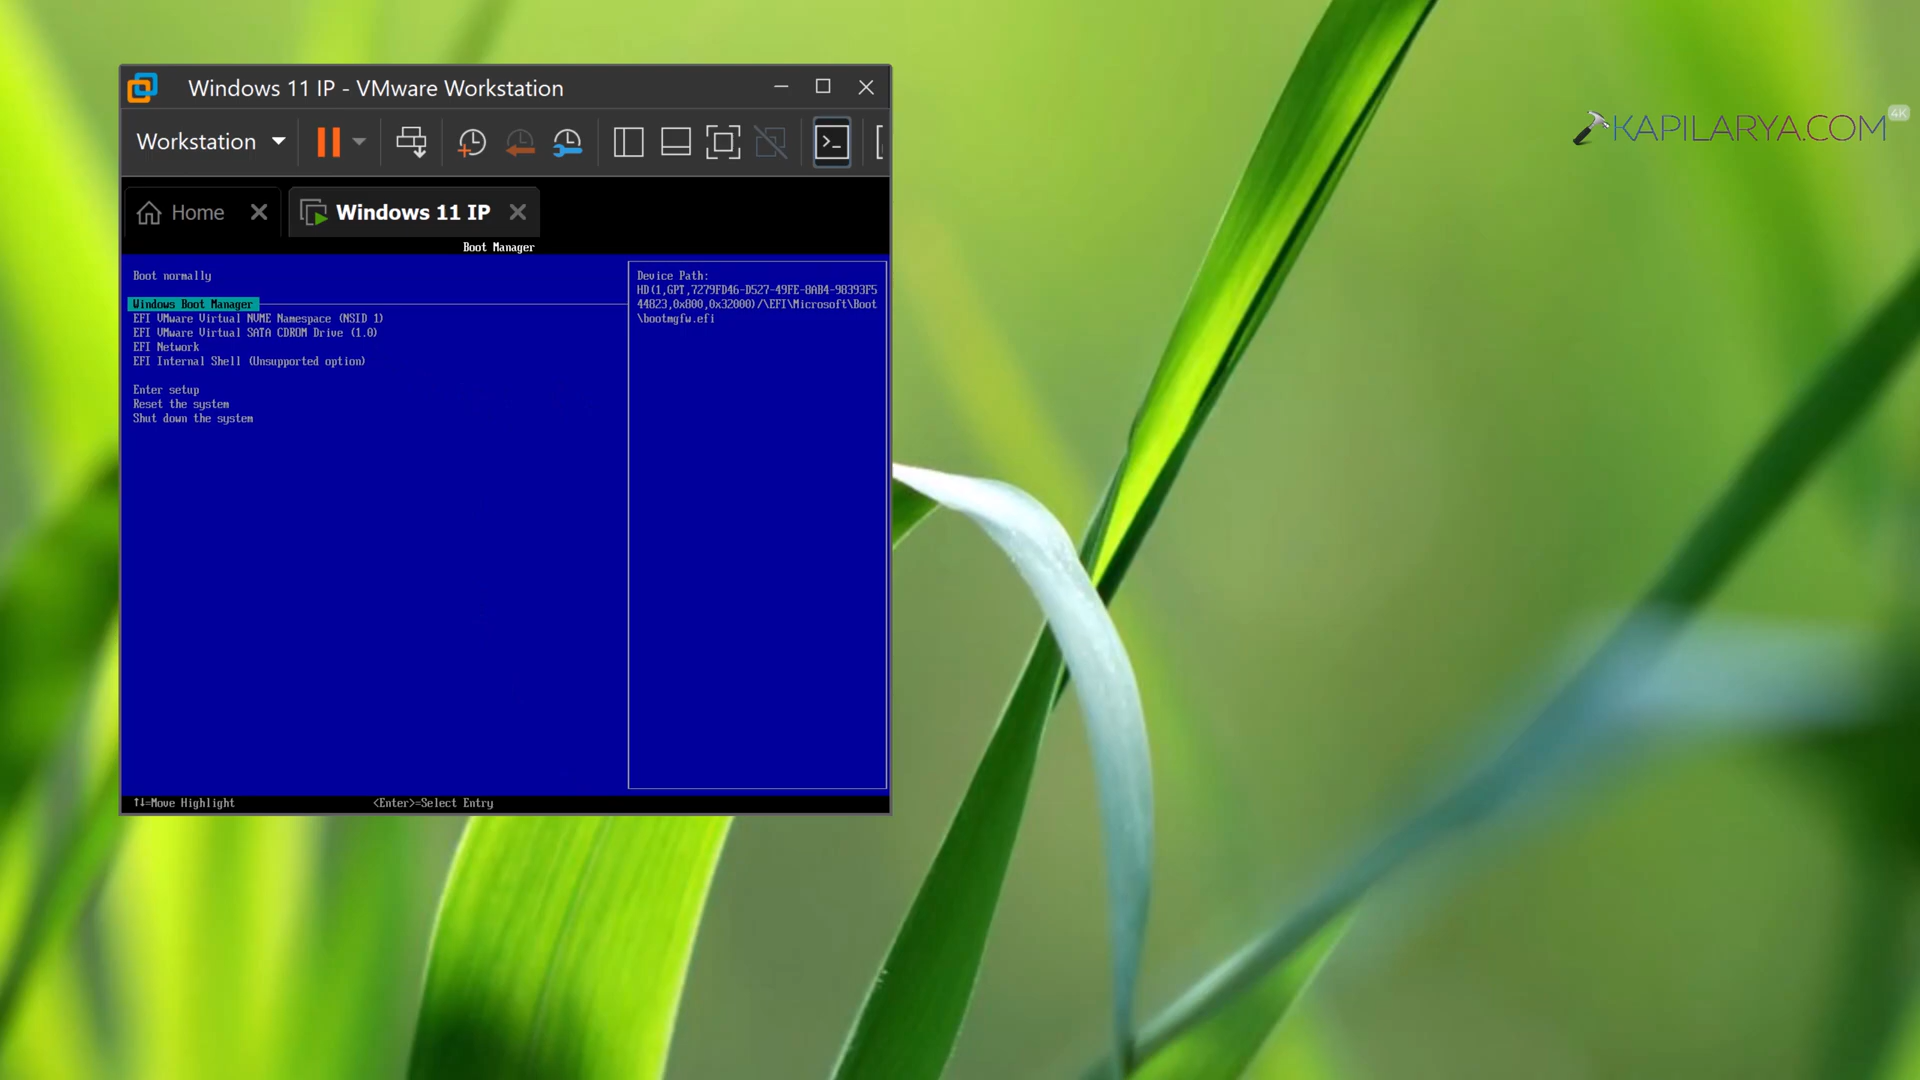 Windows 11 IP - VMware Workstation
KAPILARYA.COM 4K
Workstation
Home
Windows 11 IP
Boot Manager
Boot normally
Windows Boot Manager
EFI VMware Virtual NVME Namespace (NSID 1)
EFI VMware Virtual SATA CDROM Drive (1.0)
EFI Network
EFI Internal Shell (Unsupported option)
Enter setup
Reset the system
Shut down the system
Device Path:
HD(1,GPT,7279FD46-D527-49FE-8AB4-98393F5
44823,0x800,0x32000)/\EFI\Microsoft\Boot
\bootmgfw.efi
↑↓=Move Highlight
<Enter>=Select Entry